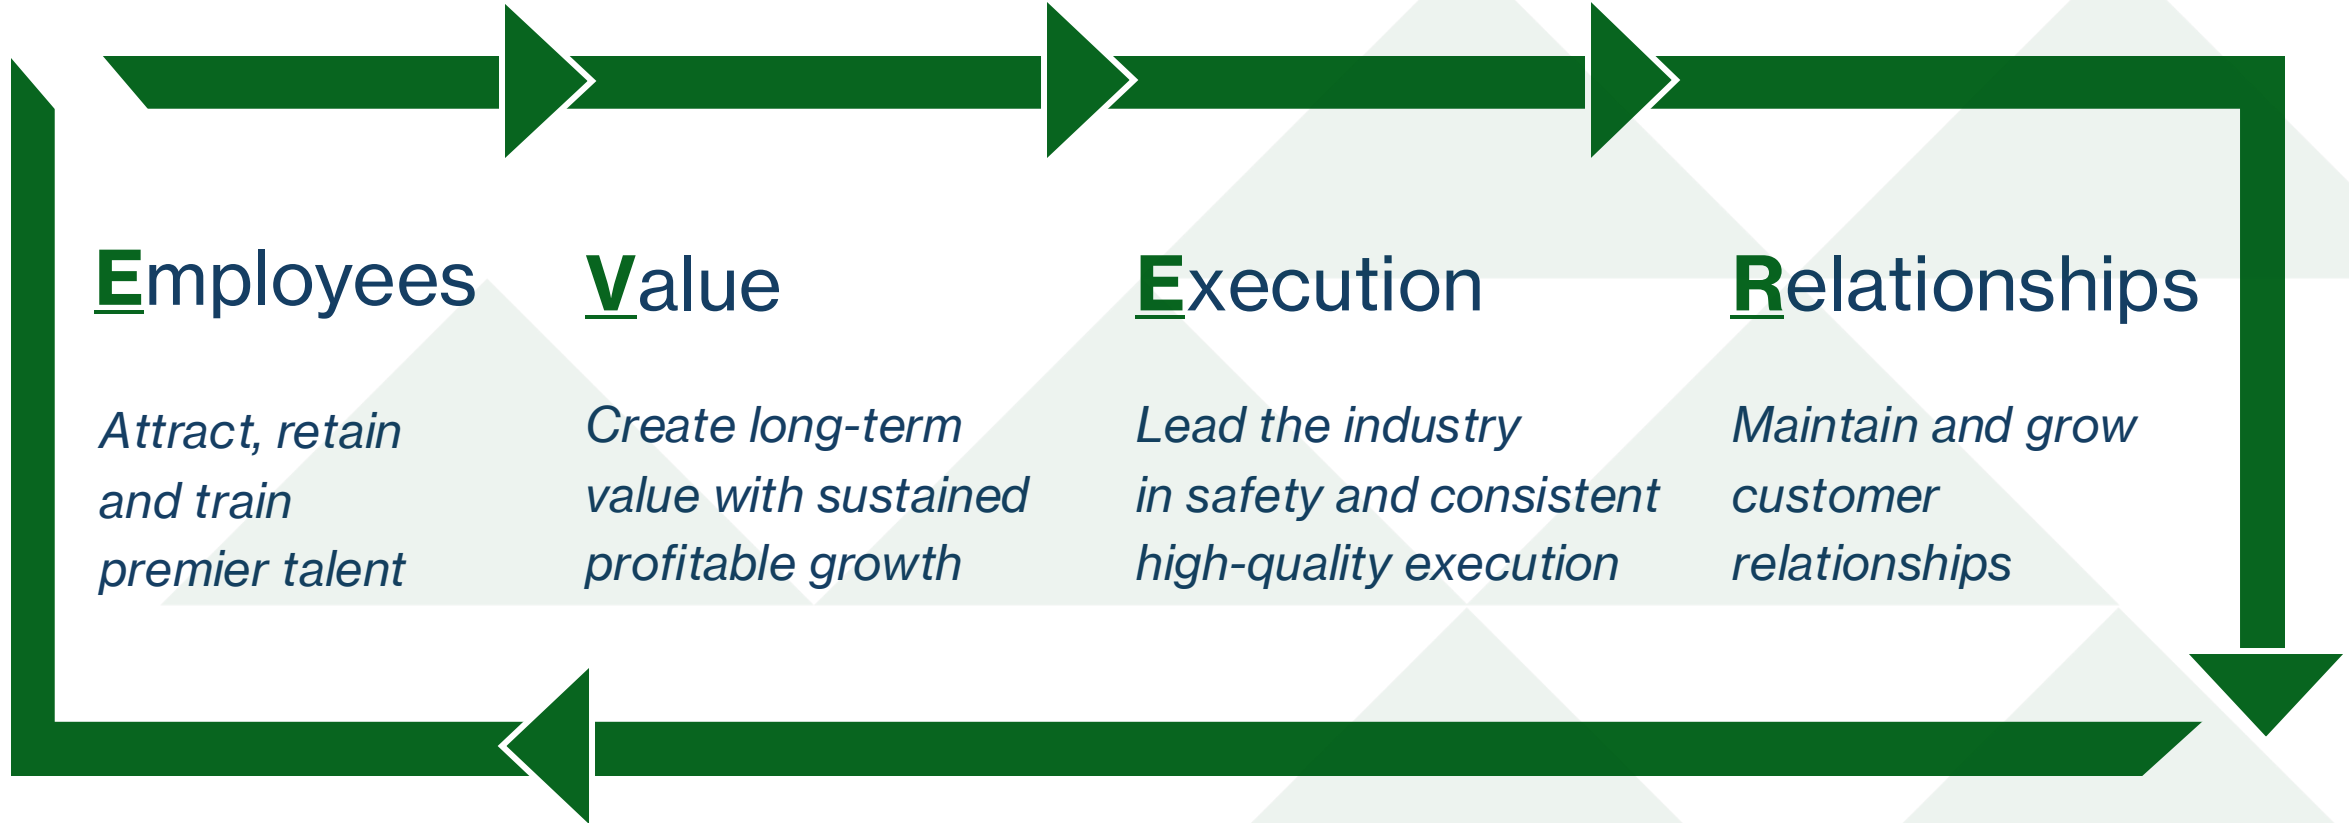 Employees
Attract, retain
and train
premier talent
Value
Create long-term
value with sustained
profitable growth
Execution
Lead the industry
in safety and consistent
high-quality execution
Relationships
Maintain and grow
customer
relationships